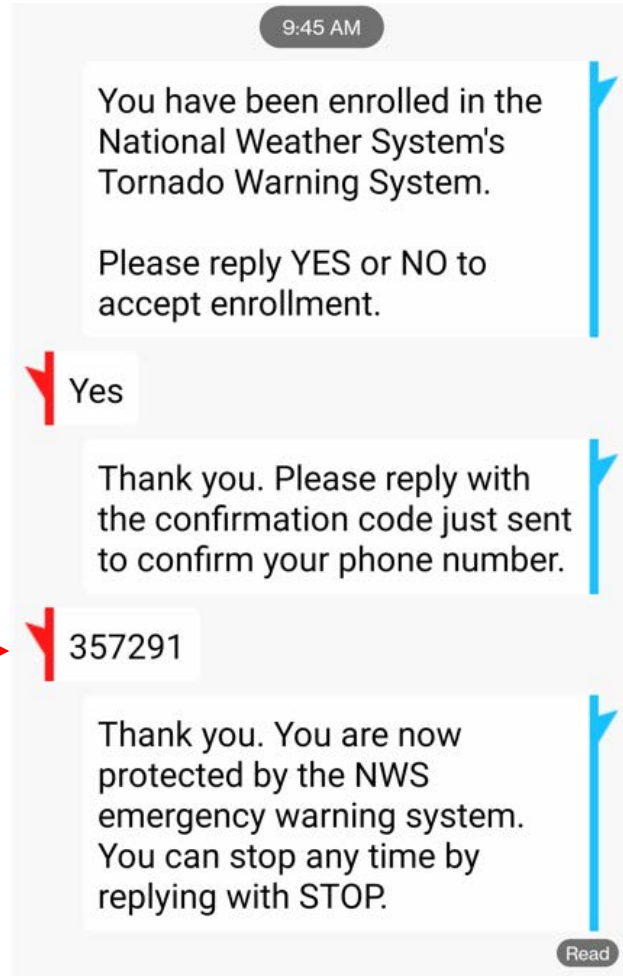 9:45 AM
You have been enrolled in the
National Weather System's
Tornado Warning System.
Please reply YES or NO to
accept enrollment.
Yes
Thank you. Please reply with
the confirmation code just sent
to confirm your phone number.
357291
Thank you. You are now
protected by the NWS
emergency warning system.
You can stop any time by
replying with STOP.
Read